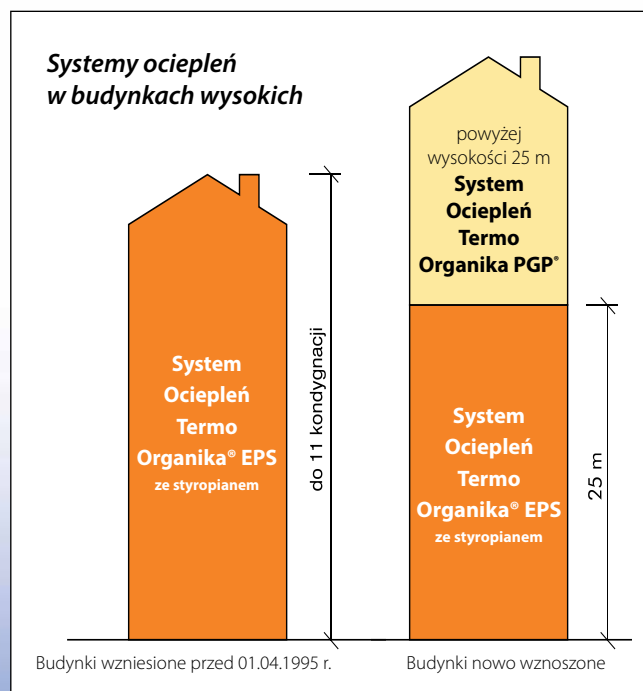 Systemy ociepleń
w budynkach wysokich
System
Ociepleń
Termo
Organika® EPS
ze styropianem
do 11 kondygnacji
Budynki wzniesione przed 01.04.1995 r.
powyżej
wysokości 25 m
System
Ociepleń
Termo
Organika PGP®
System
Ociepleń
Termo
Organika® EPS
ze styropianem
25 m
Budynki nowo wznoszone